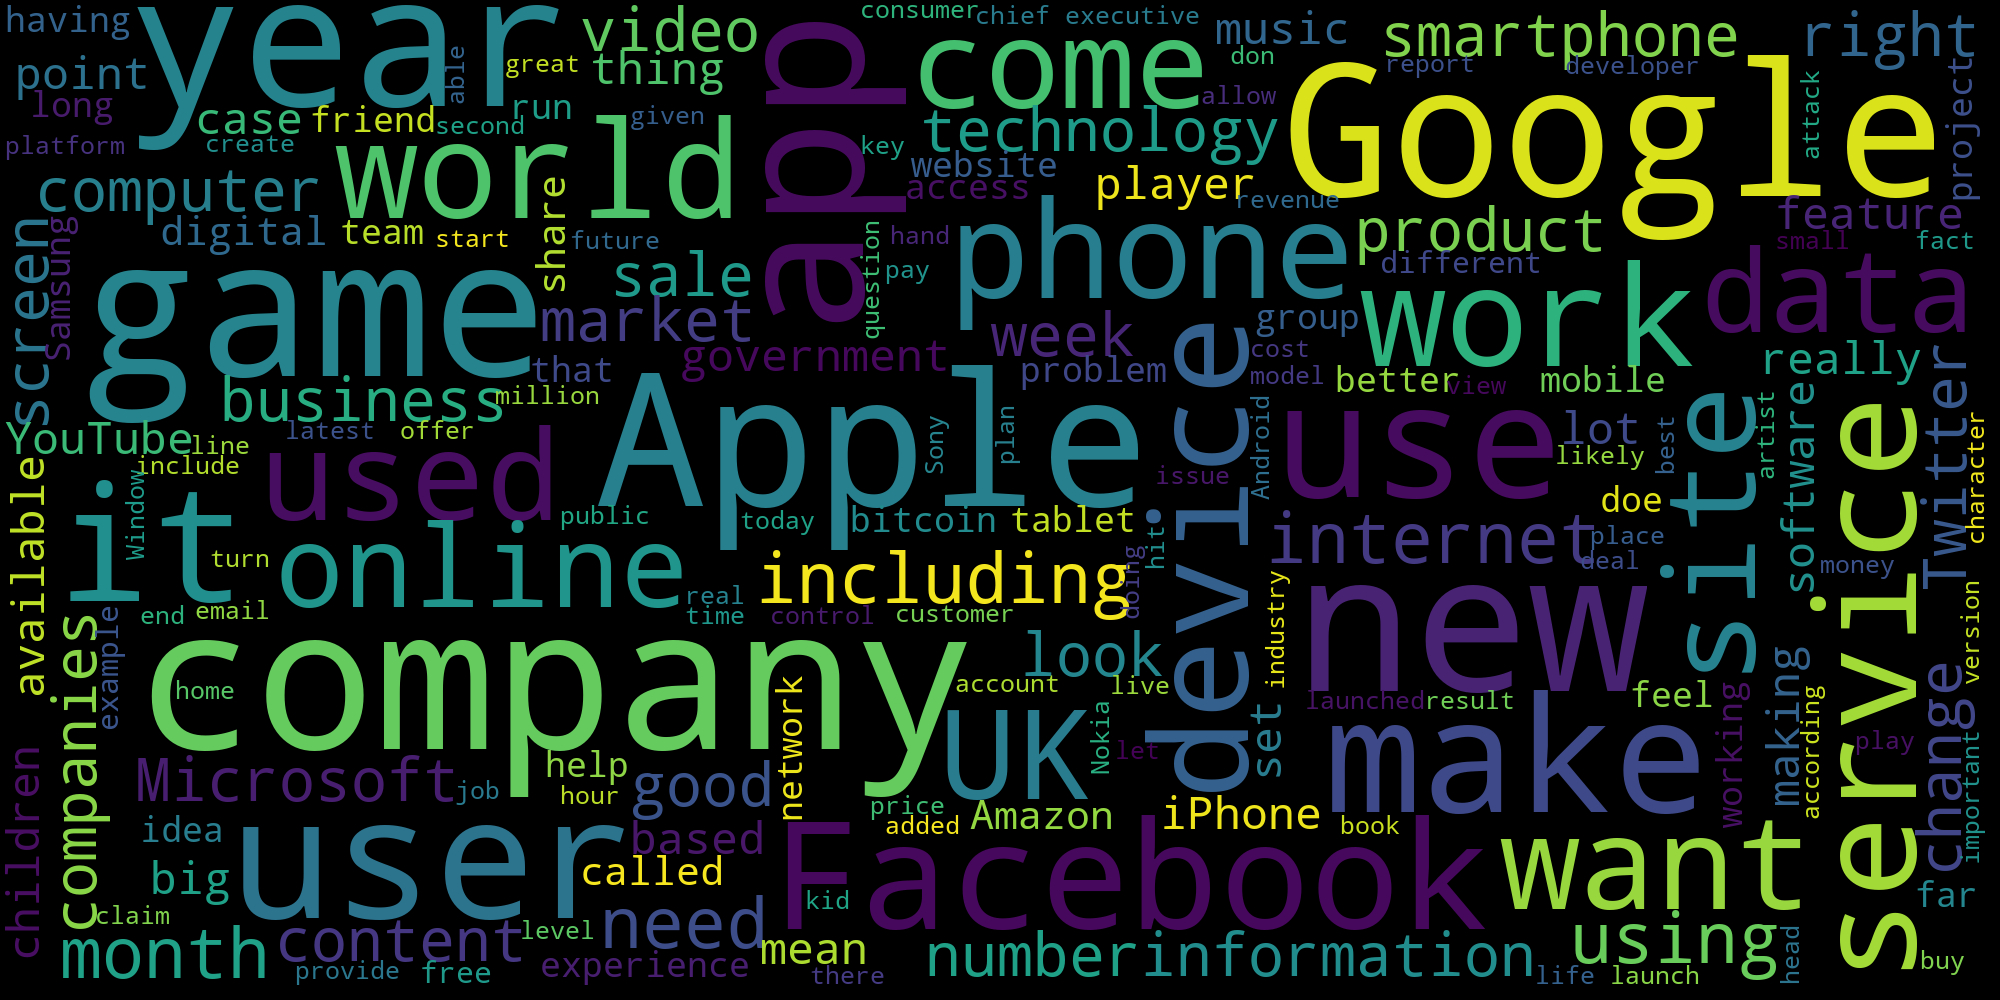 having
year
video
consumer
chief executive
music
smartphone
right
point
able
great
thing
app
come
don
report
developer
Google
long
case
friend
second
run
given
technology
allow
attack
project
platform
create
world
key
website
access
player
revenue
computer
share
phone
product
feature
screen
Samsung
digital
team
start
future
sale
question
hand
pay
different
small
fact
game
market
week
group
work
data
that
government
problem
device
cost
model
better
view
mobile
really
Twitter
business
million
Apple
Sony
plan
Android
use
lot
best
site
artist
software
service
character
YouTube
line
latest
offer
used
issue
likely
available
include
Window
it
online
public
today
bitcoin
tablet
hit
internet
doe
place
deal
money
turn
including
doing
industry
new
version
companies
example
end
email
real
time
control
customer
company
home
network
look
account
live
launched
result
feel
working
making
according
change
important
children
Microsoft
job
help
hour
good
UK
Nokia
let
set
make
play
idea
user
based
price
added
Amazon
iPhone
book
want
big
called
kid
Facebook
far
claim
month
content
level
need
mean
number
information
using
head
provide
free
experience
there
life
launch
buy